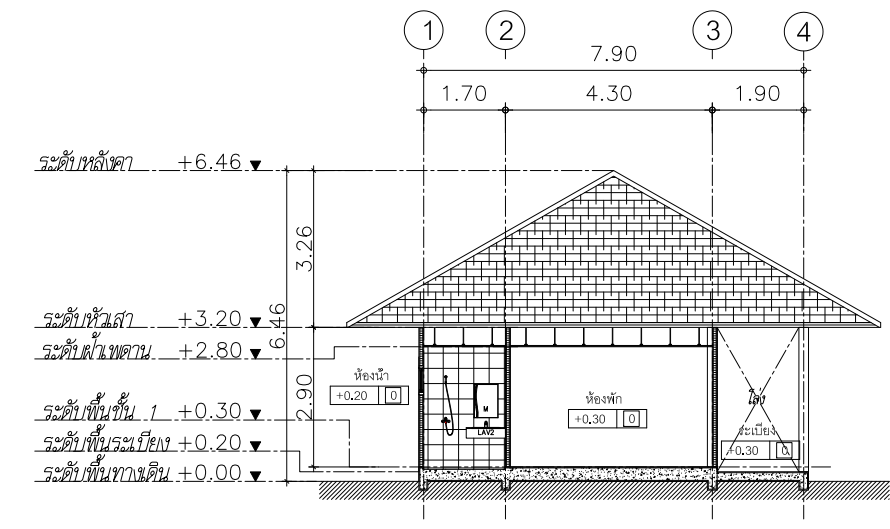 1 2 3 4
7.90
1.70 4.30 1.90
ระดับหลังคา +6.46
3.26
6.46
ระดับหัวเสา +3.20
ระดับฝ้าเพดาน +2.80
2.90
ห้องน้ำ
+0.20 0
ห้องพัก
+0.30 0
M
LAV2
โล่ง
ระเบียง
+0.30 0
ระดับพื้นชั้น 1 +0.30
ระดับพื้นระเบียง +0.20
ระดับพื้นทางเดิน +0.00